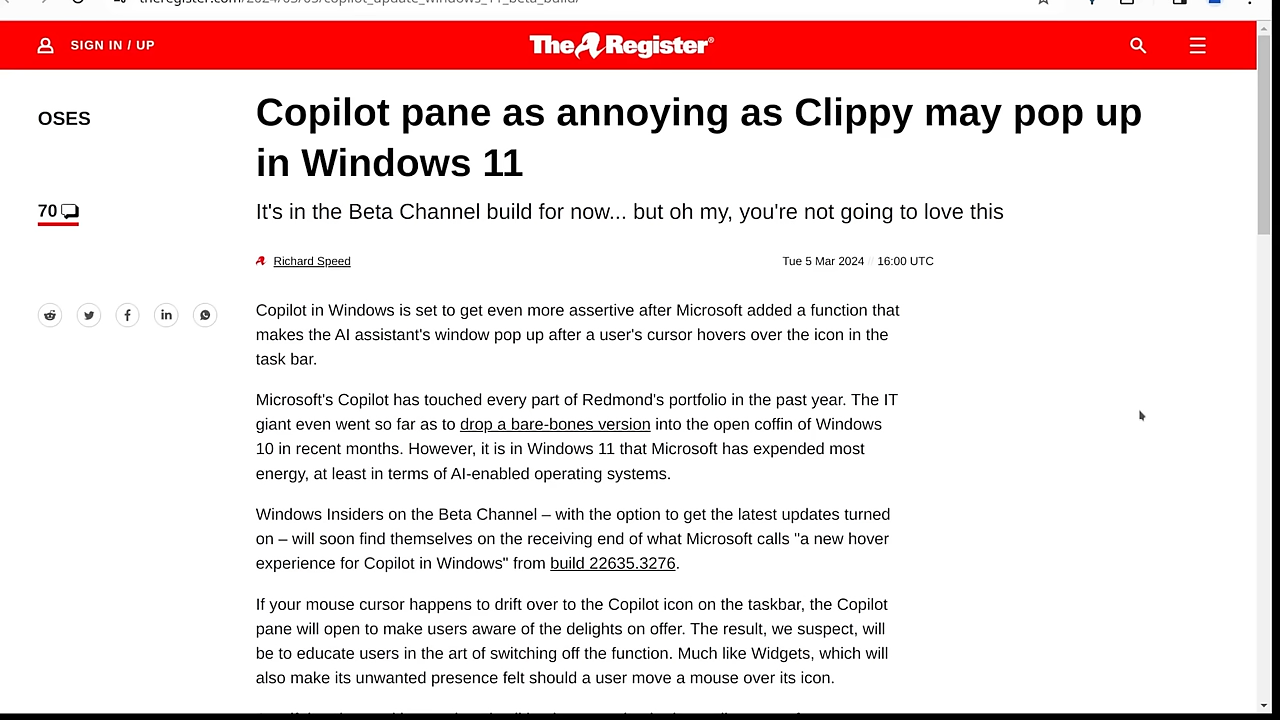 SIGN IN / UP
The Register®
OSES
Copilot pane as annoying as Clippy may pop up
in Windows 11
70
It's in the Beta Channel build for now... but oh my, you're not going to love this
Richard Speed
Tue 5 Mar 2024 // 16:00 UTC
Copilot in Windows is set to get even more assertive after Microsoft added a function that
makes the AI assistant's window pop up after a user's cursor hovers over the icon in the
task bar.
Microsoft's Copilot has touched every part of Redmond's portfolio in the past year. The IT
giant even went so far as to drop a bare-bones version into the open coffin of Windows
10 in recent months. However, it is in Windows 11 that Microsoft has expended most
energy, at least in terms of AI-enabled operating systems.
Windows Insiders on the Beta Channel – with the option to get the latest updates turned
on – will soon find themselves on the receiving end of what Microsoft calls "a new hover
experience for Copilot in Windows" from build 22635.3276.
If your mouse cursor happens to drift over to the Copilot icon on the taskbar, the Copilot
pane will open to make users aware of the delights on offer. The result, we suspect, will
be to educate users in the art of switching off the function. Much like Widgets, which will
also make its unwanted presence felt should a user move a mouse over its icon.